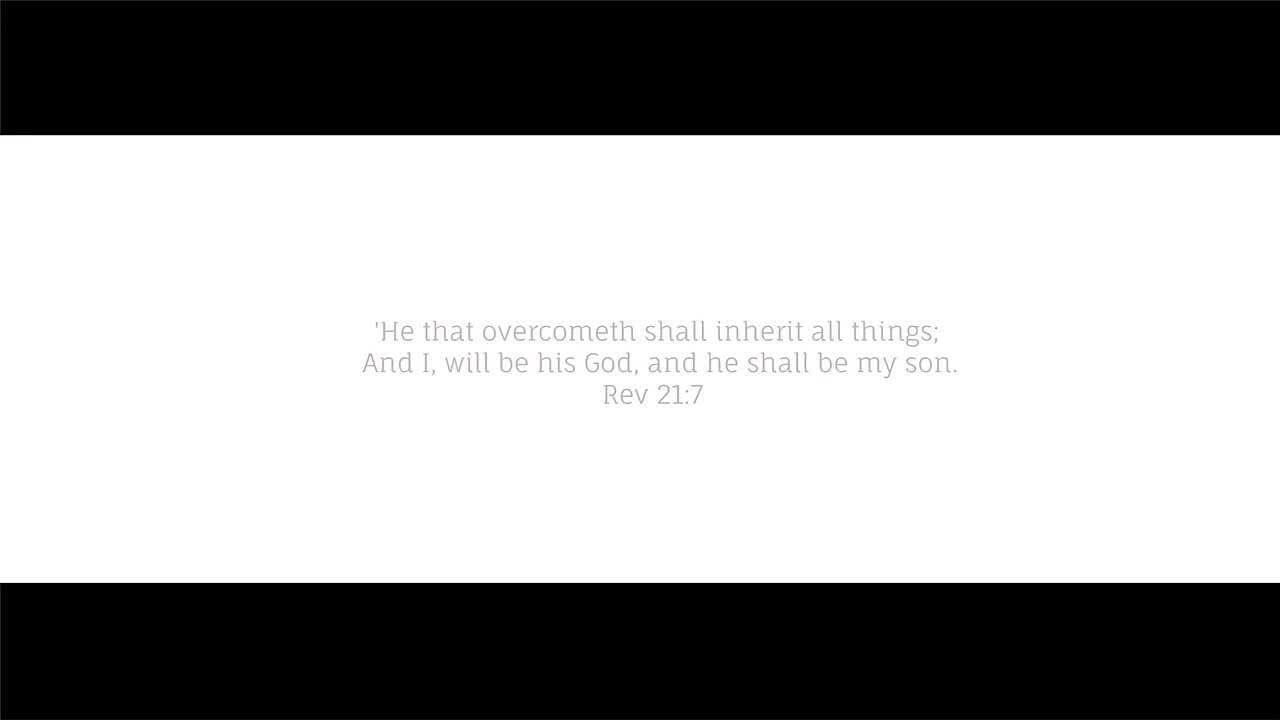 'He that overcometh shall inherit all things;
And I, will be his God, and he shall be my son.
Rev 21:7